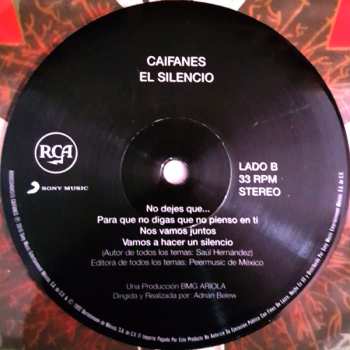 CAIFANES
EL SILENCIO
RCA
SONY MUSIC
LADO B
33 RPM
STEREO
No dejes que...
Para que no digas que no pienso en ti
Nos vamos juntos
Vamos a hacer un silencio
(Autor de todos los temas: Saúl Hernández)
Editora de todos los temas: Peermusic de México
Una Producción BMG ARIOLA
Dirigida y Realizada por: Adrián Belew